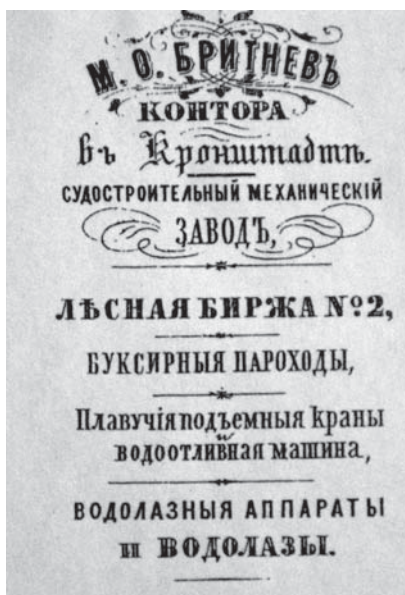 М. О. БРИТНЕВЪ
КОНТОРА
въ Кронштадтѣ.
СУДОСТРОИТЕЛЬНЫЙ МЕХАНИЧЕСКІЙ
ЗАВОДЪ,
ЛѢСНАЯ БИРЖА №2,
БУКСИРНЫЯ ПАРОХОДЫ,
Плавучія подъемныя краны
и
водоотливная машина,
ВОДОЛАЗНЫЯ АППАРАТЫ
и ВОДОЛАЗЫ.